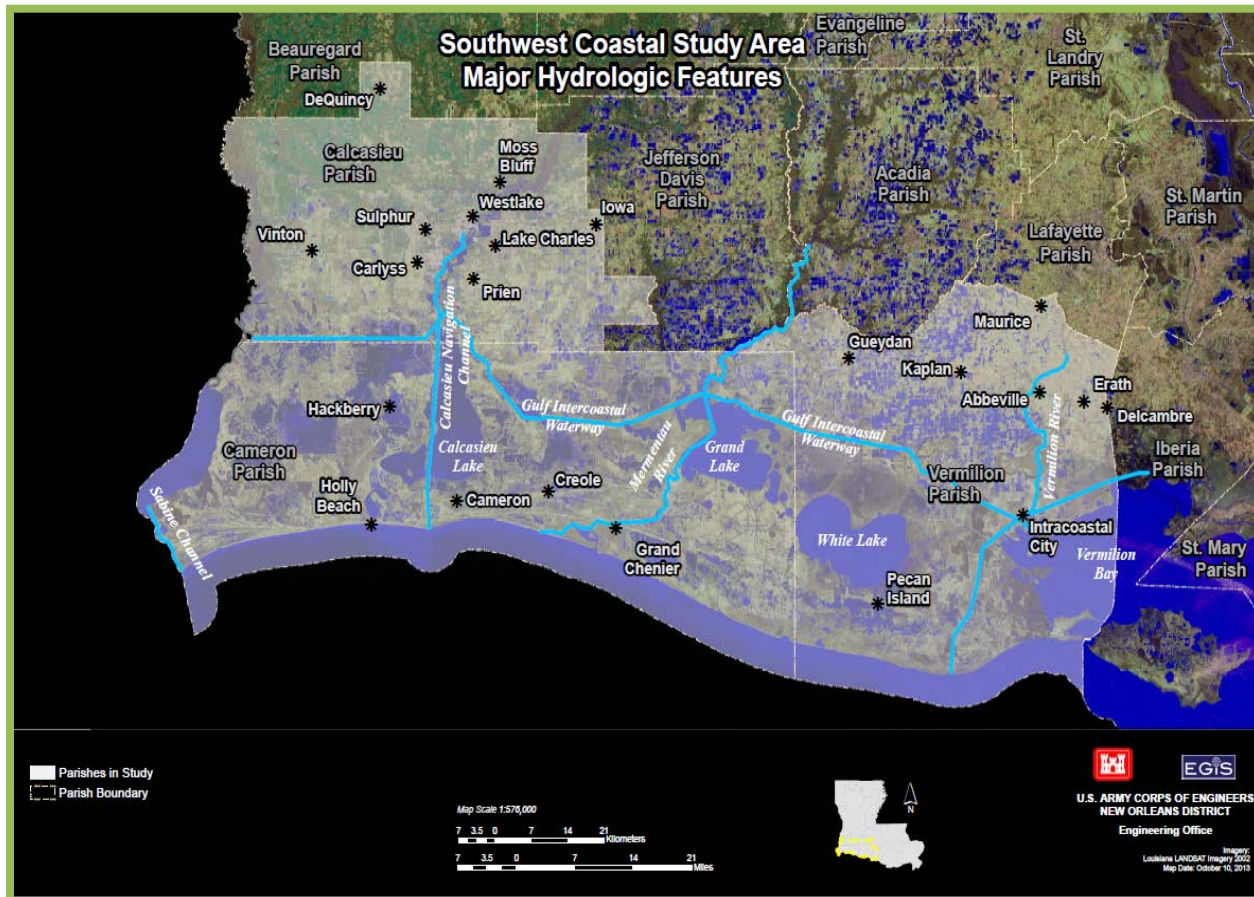 Southwest Coastal Study Area
Major Hydrologic Features
Beauregard
Parish
Evangeline
Parish
St.
Landry
Parish
DeQuincy
Calcasieu
Parish
Moss
Bluff
Jefferson
Davis
Parish
Acadia
Parish
St. Martin
Parish
Sulphur
Westlake
Iowa
Vinton
Lake Charles
Lafayette
Parish
Carlyss
Prien
Calcasieu Navigation
Channel
Maurice
Gueydan
Kaplan
Abbeville
Erath
Delcambre
Hackberry
Gulf Intercoastal
Waterway
Gulf Intercoastal
Waterway
Vermilion River
Cameron
Parish
Calcasieu
Lake
Mermentau
River
Grand
Lake
Iberia
Parish
Vermilion
Parish
Holly
Beach
Cameron
Creole
Sabine Channel
Grand
Chenier
White Lake
Intracoastal
City
Vermilion
Bay
St. Mary
Parish
Pecan
Island
Parishes in Study
Parish Boundary
Map Scale 1:576,000
7 3.5 0 7 14 21
Kilometers
7 3.5 0 7 14 21
Miles
N
EGiS
U.S. ARMY CORPS OF ENGINEERS
NEW ORLEANS DISTRICT
Engineering Office
Imagery:
Louisiana LANDSAT Imagery 2002
Map Date: October 10, 2013